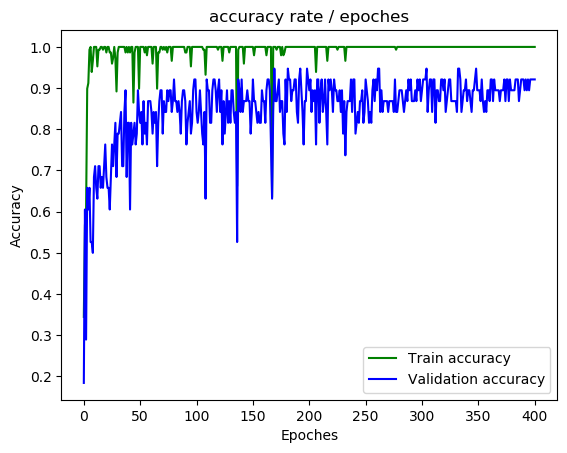 accuracy rate / epoches
1.0
0.9
0.8
0.7
0.6
0.5
0.4
0.3
0.2
Accuracy
Train accuracy
Validation accuracy
0 50 100 150 200 250 300 350 400
Epoches